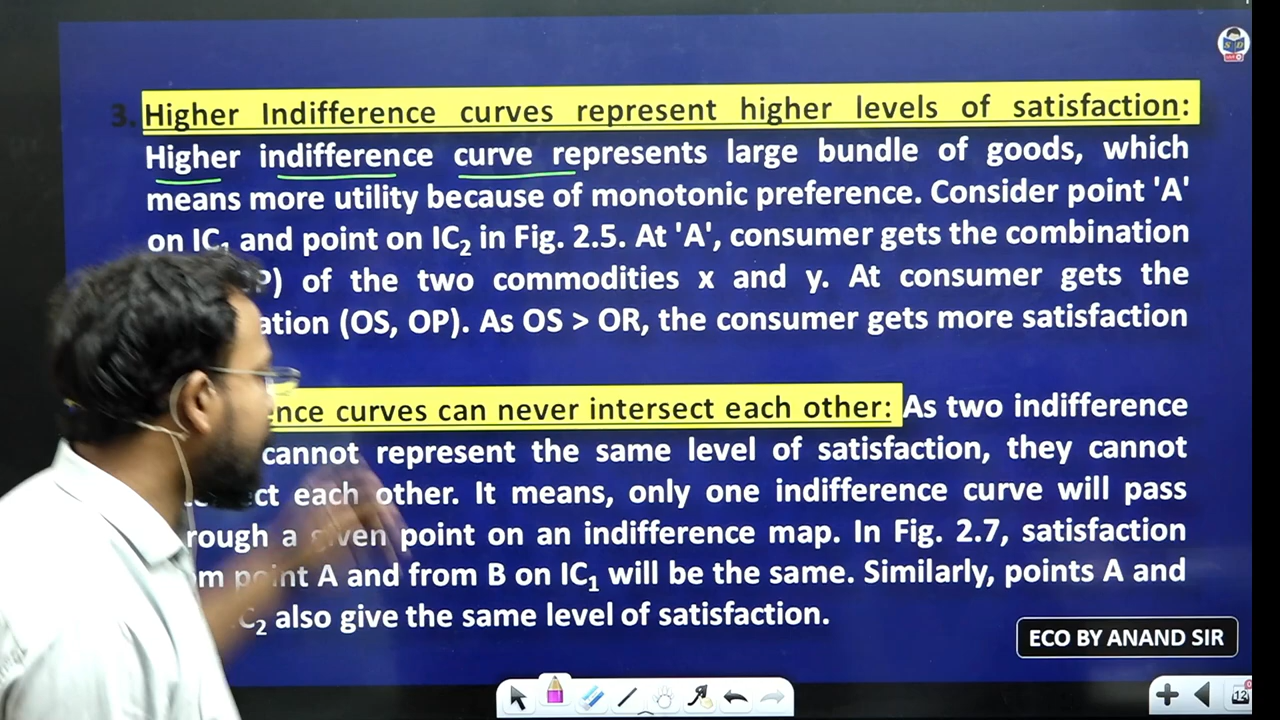 3. Higher Indifference curves represent higher levels of satisfaction:
Higher indifference curve represents large bundle of goods, which
means more utility because of monotonic preference. Consider point 'A'
on IC1 and point on IC2 in Fig. 2.5. At 'A', consumer gets the combination
of the two commodities x and y. At consumer gets the
(OS, OP). As OS > OR, the consumer gets more satisfaction
curves can never intersect each other: As two indifference
cannot represent the same level of satisfaction, they cannot
each other. It means, only one indifference curve will pass
a given point on an indifference map. In Fig. 2.7, satisfaction
point A and from B on IC1 will be the same. Similarly, points A and
also give the same level of satisfaction.
ECO BY ANAND SIR